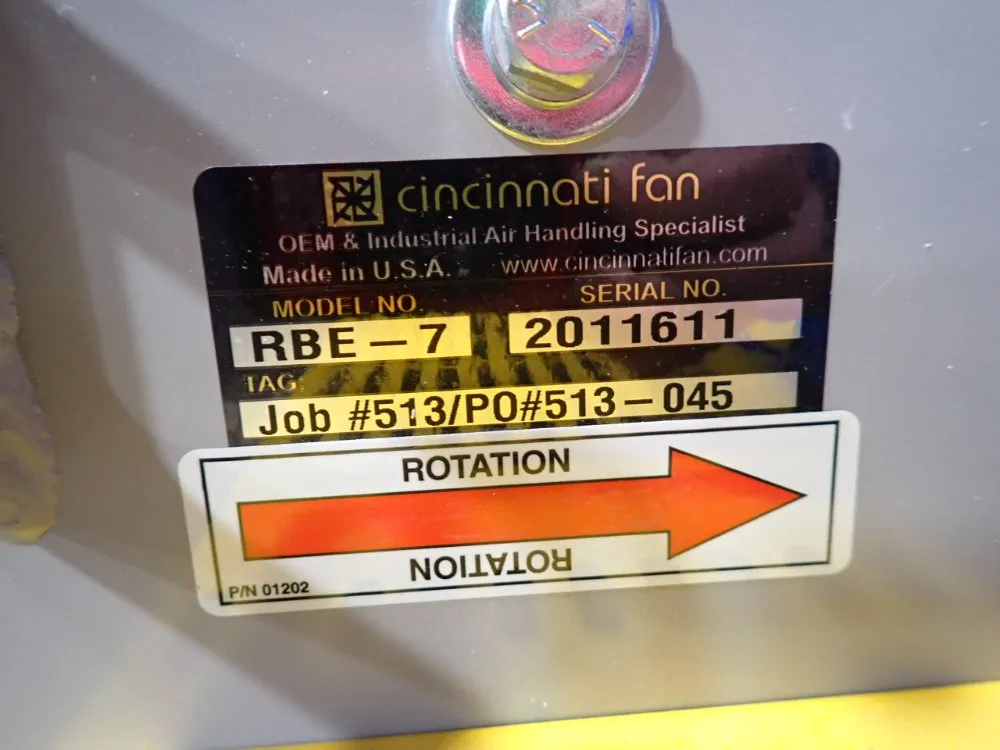 cincinnati fan
OEM & Industrial Air Handling Specialist
Made in U.S.A. www.cincinnatifan.com
MODEL NO. SERIAL NO.
RBE-7 2011611
TAG:
Job #513/PO#513-045
ROTATION
ROTATION
P/N 01202